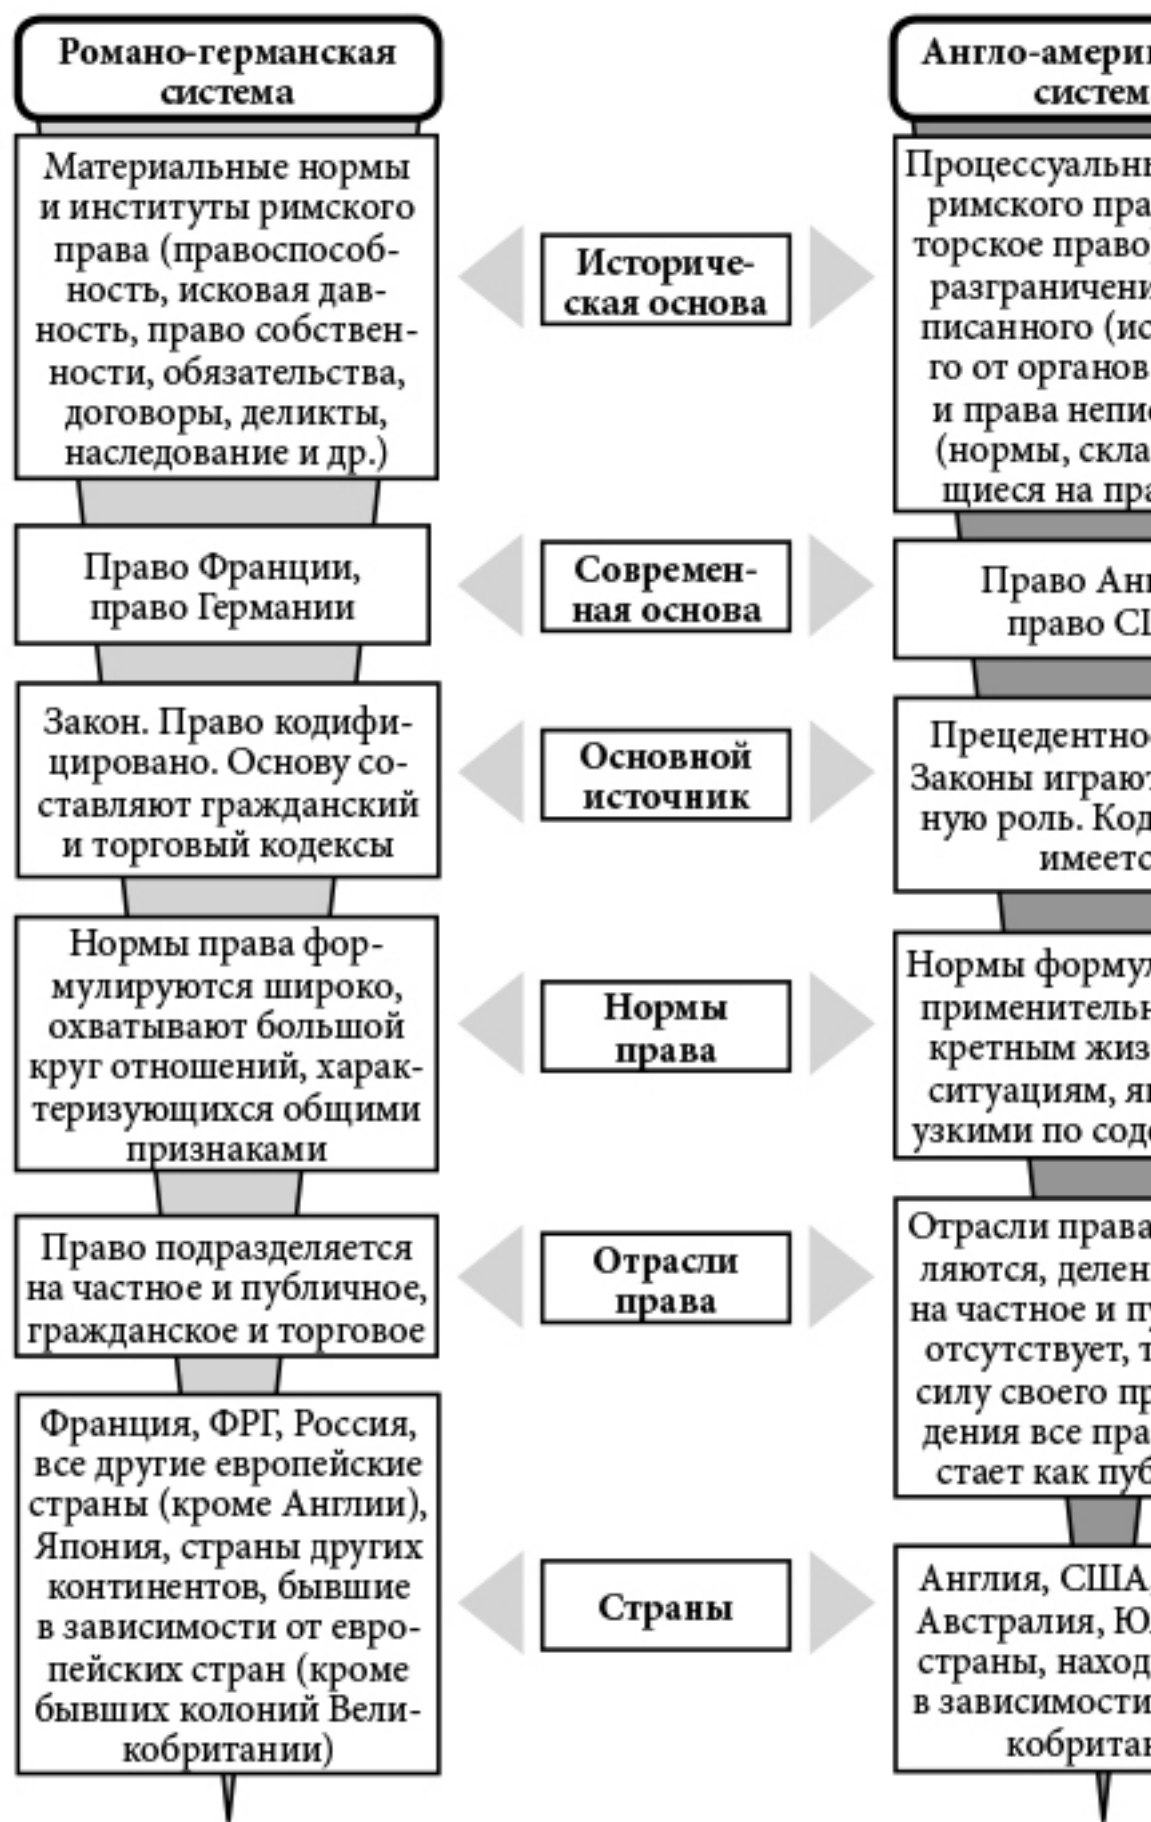 Романо-германская
система
Материальные нормы
и институты римского
права (правоспособ-
ность, исковая дав-
ность, право собствен-
ности, обязательства,
договоры, деликты,
наследование и др.)
Право Франции,
право Германии
Закон. Право кодифи-
цировано. Основу со-
ставляют гражданский
и торговый кодексы
Нормы права фор-
мулируются широко,
охватывают большой
круг отношений, харак-
теризующихся общими
признаками
Право подразделяется
на частное и публичное,
гражданское и торговое
Франция, ФРГ, Россия,
все другие европейские
страны (кроме Англии),
Япония, страны других
континентов, бывшие
в зависимости от евро-
пейских стран (кроме
бывших колоний Вели-
кобритании)
Историче-
ская основа
Современ-
ная основа
Основной
источник
Нормы
права
Отрасли
права
Страны
Англо-амери
систем
Процессуальн
римского пра
торское право,
разграничени
писанного (ис
го от органов
и права непи
(нормы, скла
щиеся на пра
Право Ан
право С
Прецедентно
Законы играют
ную роль. Код
имеетс
Нормы форму
применительн
кретным жиз
ситуациям, я
узкими по сод
Отрасли права
ляются, делен
на частное и п
отсутствует, т
силу своего пр
дения все пра
стает как пуб
Англия, США,
Австралия, Ю
страны, наход
в зависимости
кобрита